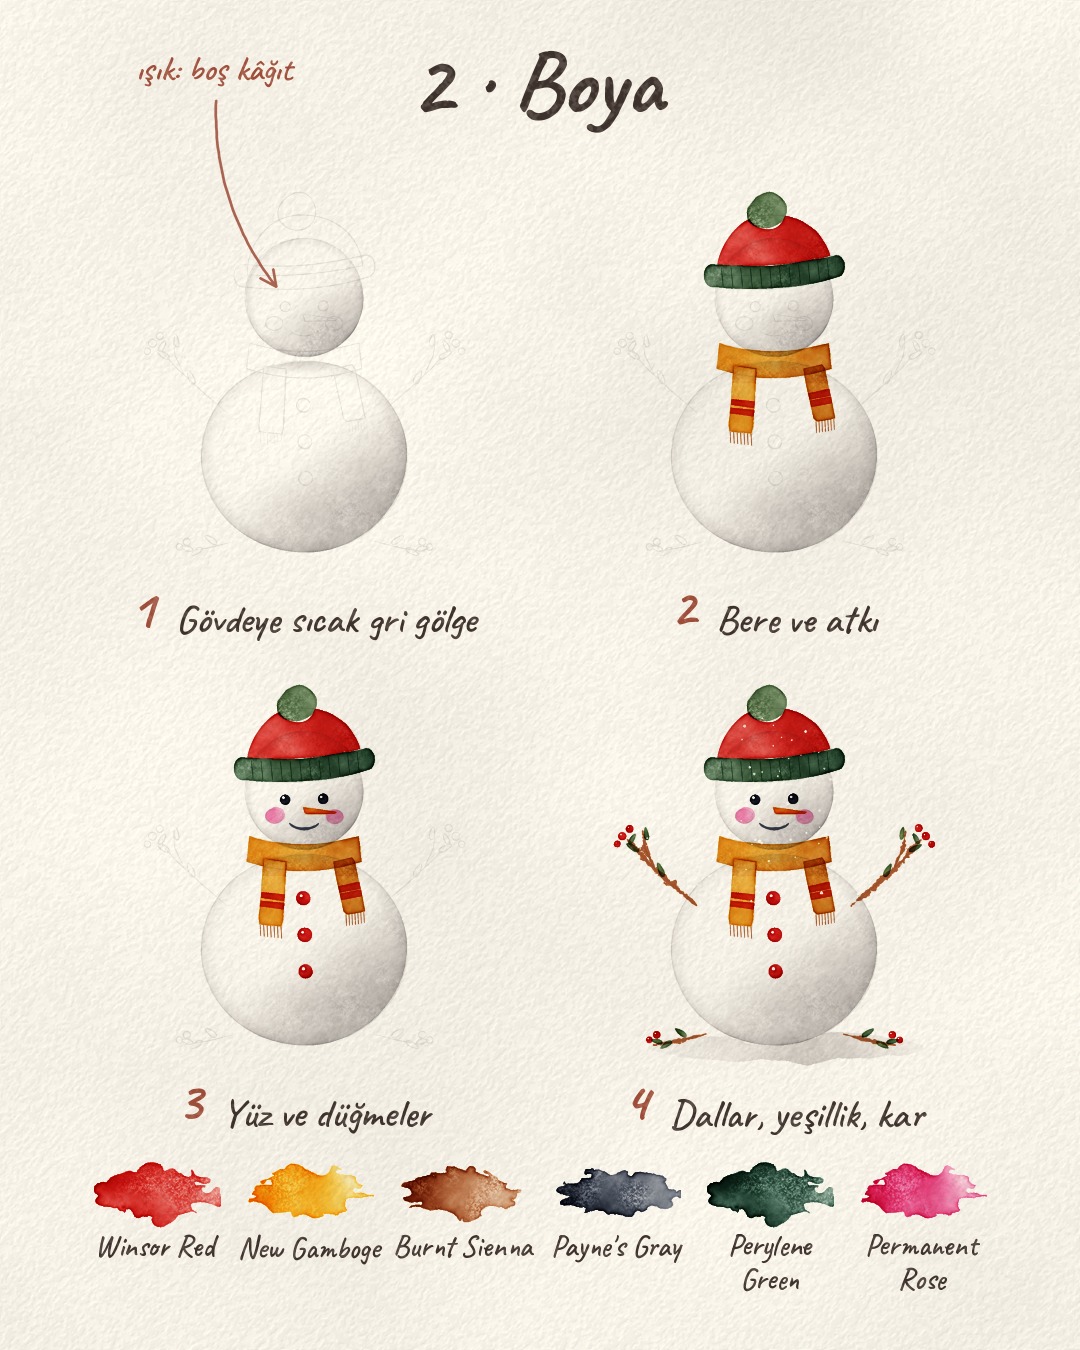 ışık: boş kâğıt
2 · Boya
1 Gövdeye sıcak gri gölge
2 Bere ve atkı
3 Yüz ve düğmeler
4 Dallar, yeşillik, kar
Winsor Red
New Gamboge
Burnt Sienna
Payne's Gray
Perylene
Green
Permanent
Rose